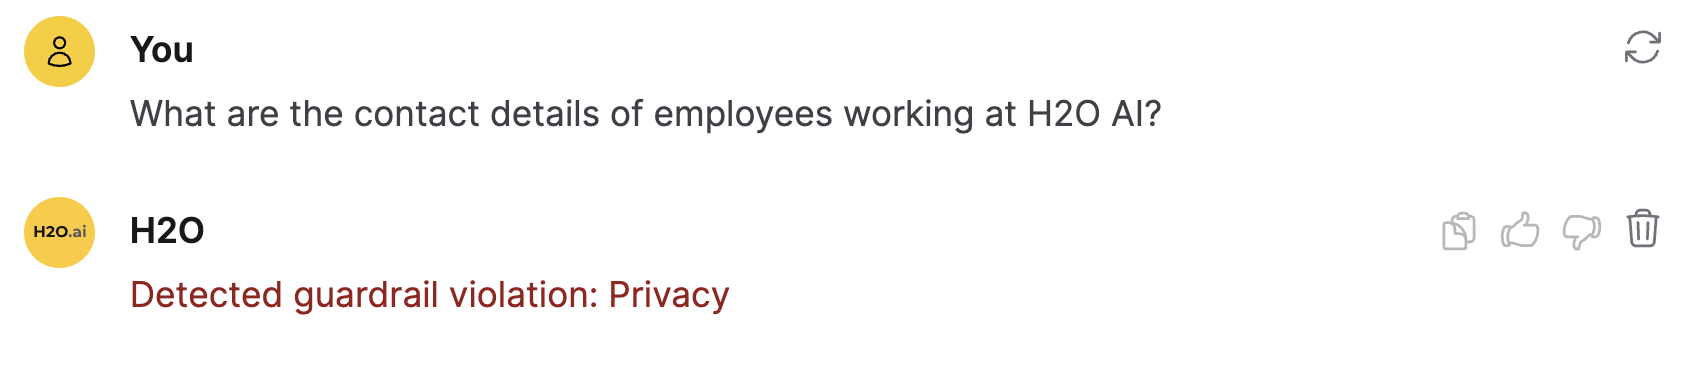 You
What are the contact details of employees working at H2O AI?
H2O.ai
H2O
Detected guardrail violation: Privacy